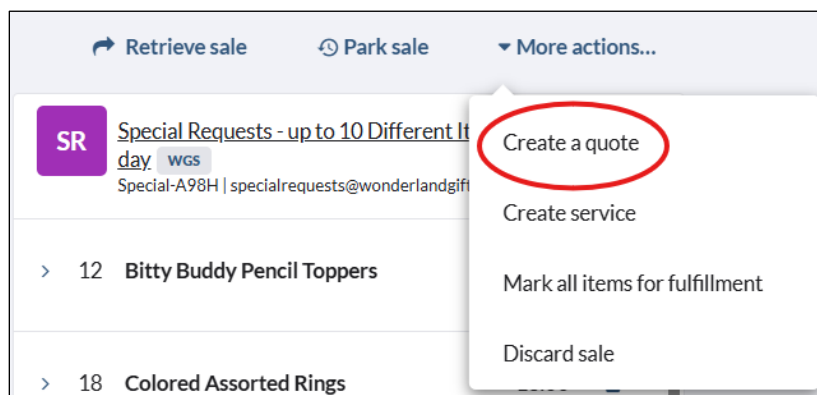 Retrieve sale Park sale More actions...
SR
Special Requests - up to 10 Different It
day WGS
Special-A98H | specialrequests@wonderlandgift
Create a quote
Create service
12 Bitty Buddy Pencil Toppers
Mark all items for fulfillment
Discard sale
18 Colored Assorted Rings